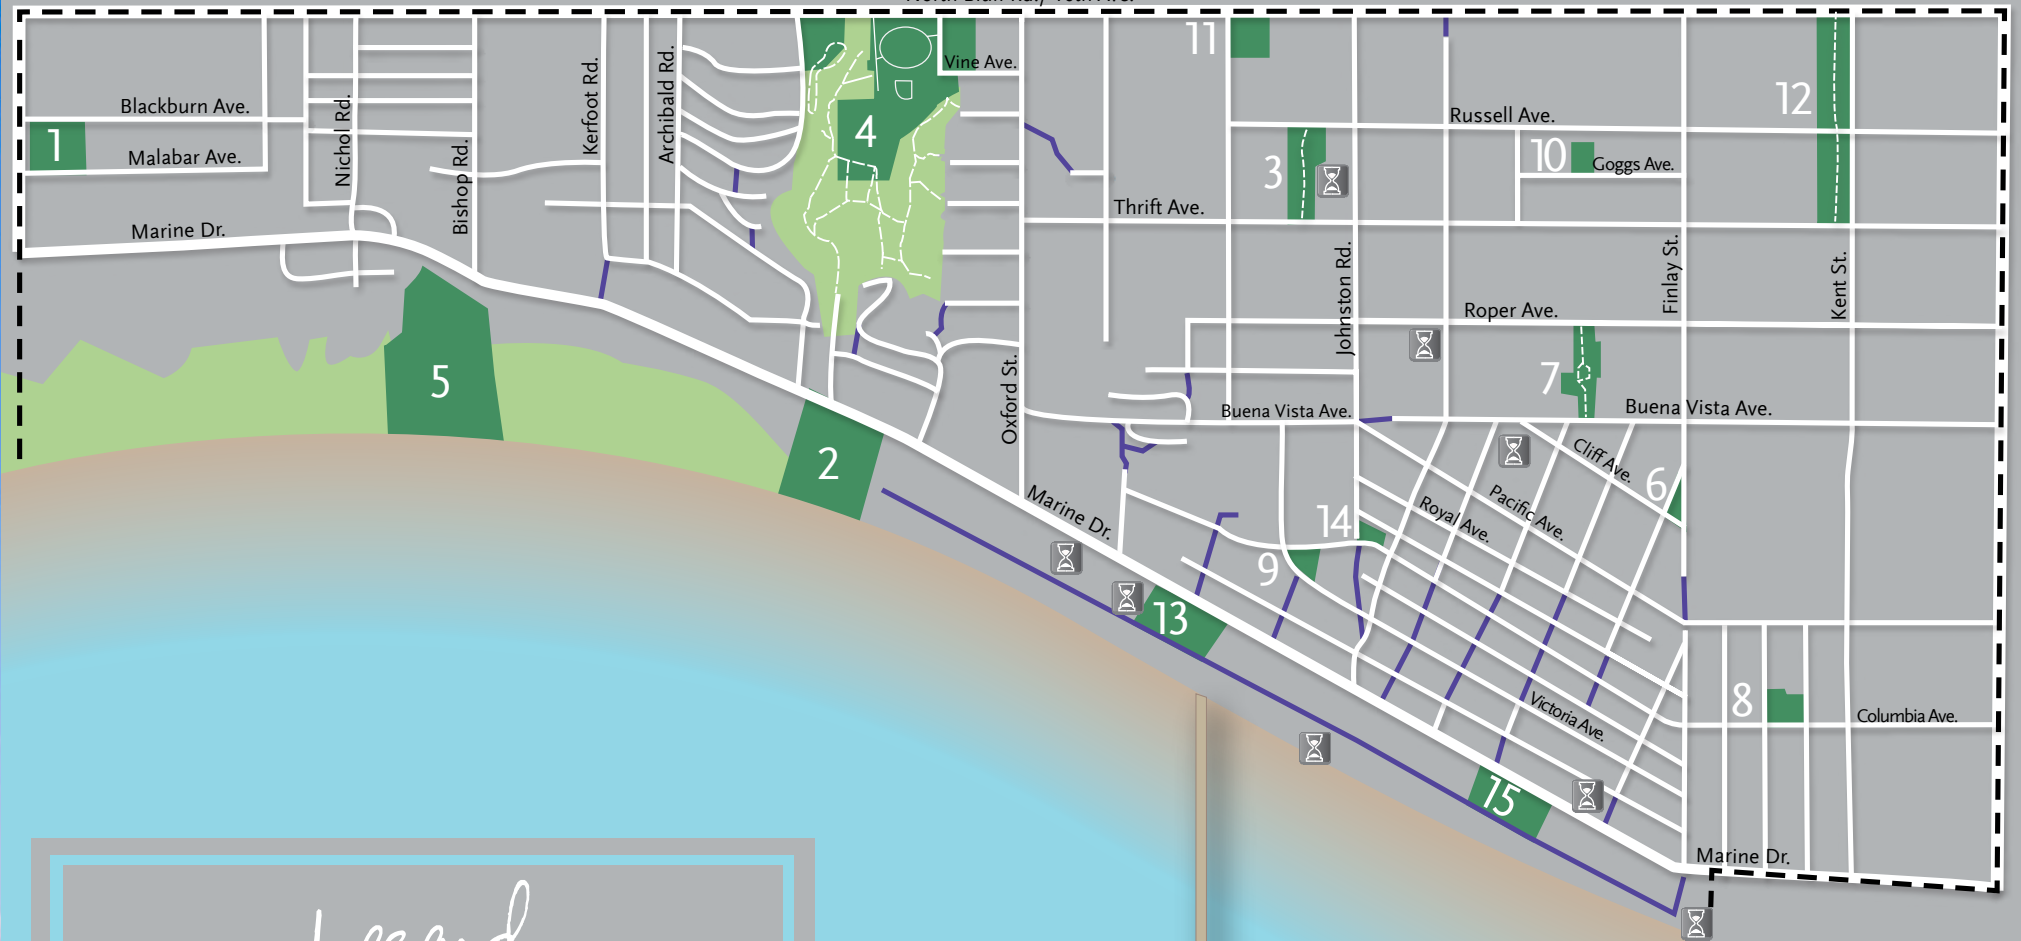 11
Vine Ave.
12
Blackburn Ave.
Kerfoot Rd.
Archibald Rd.
Russell Ave.
4
1
Nichol Rd.
Malabar Ave.
10
Goggs Ave.
3
Bishop Rd.
Thrift Ave.
Marine Dr.
Johnston Rd.
Finlay St.
Kent St.
Roper Ave.
5
Oxford St.
7
Buena Vista Ave.
Buena Vista Ave.
2
Cliff Ave.
6
Marine Dr.
Royal Ave.
Pacific Ave.
14
9
13
8
Victoria Ave.
Columbia Ave.
15
Marine Dr.
Legend